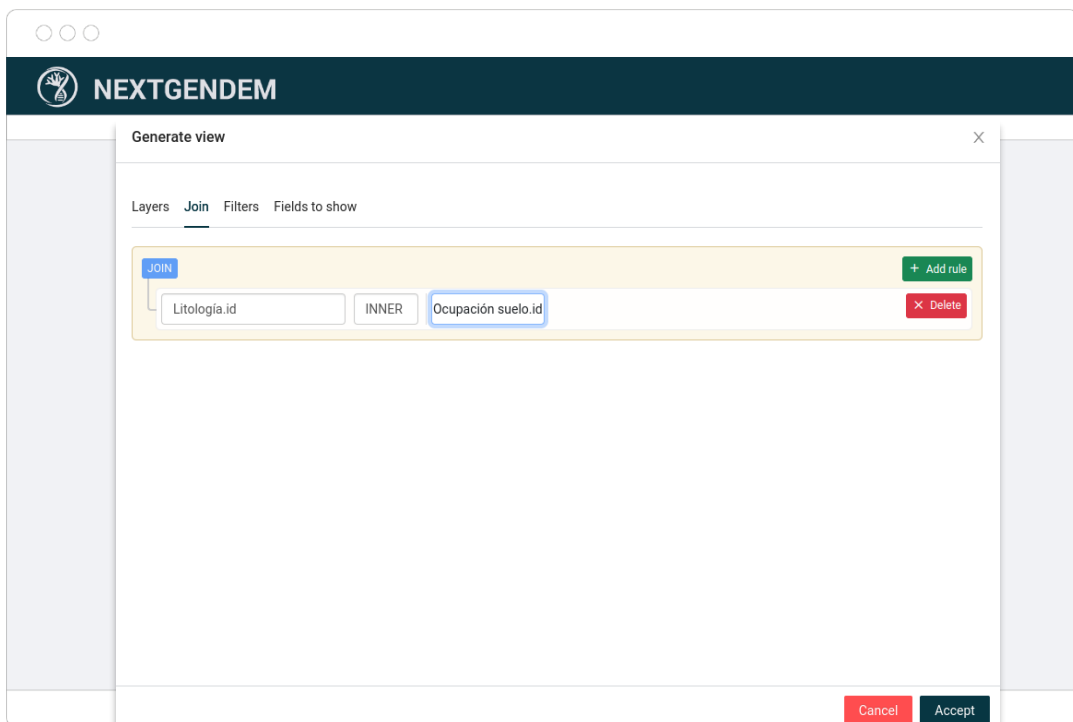 NEXTGENDEM
Generate view
Layers Join Filters Fields to show
JOIN
+ Add rule
Litología.id INNER Ocupación suelo.id
Delete
Cancel Accept